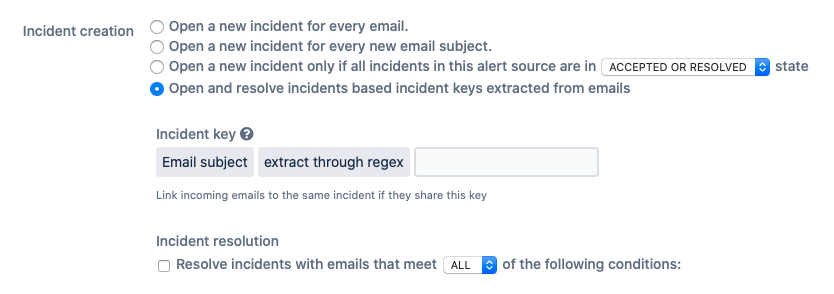 Incident creation
Open a new incident for every email.
Open a new incident for every new email subject.
Open a new incident only if all incidents in this alert source are in ACCEPTED OR RESOLVED state
Open and resolve incidents based incident keys extracted from emails
Incident key ?
Email subject extract through regex
Link incoming emails to the same incident if they share this key
Incident resolution
Resolve incidents with emails that meet ALL of the following conditions: